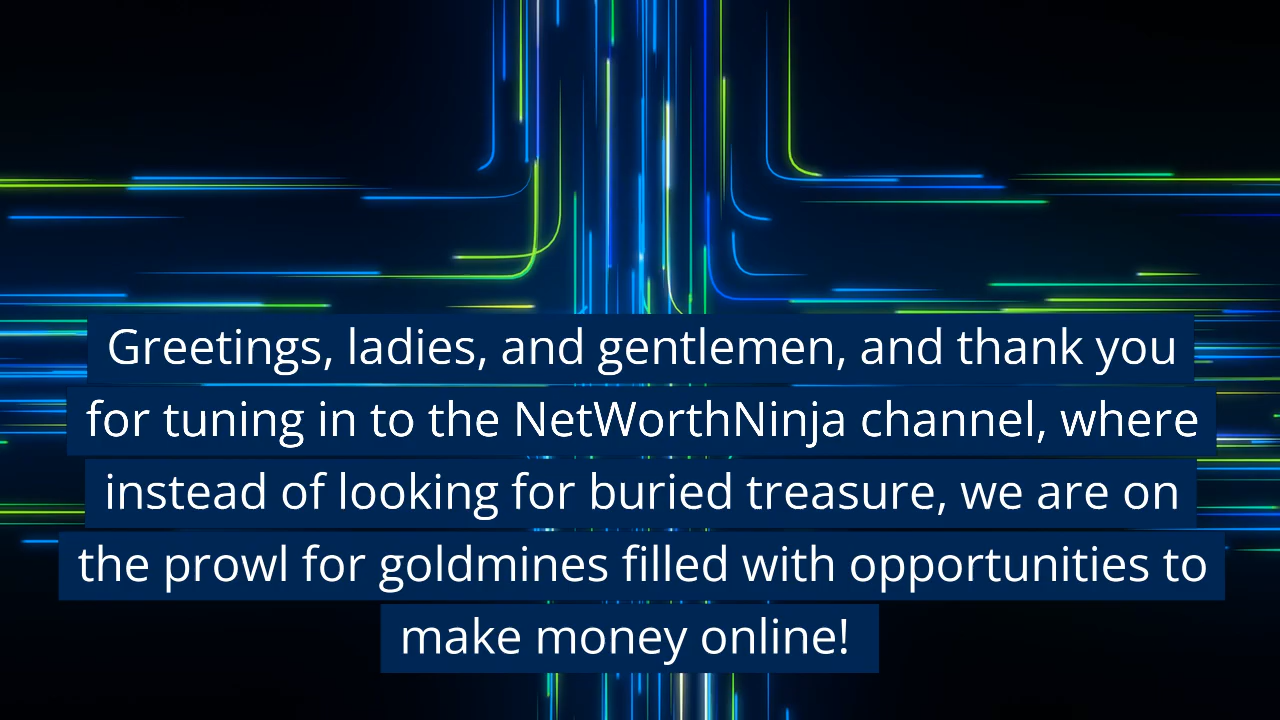 Greetings, ladies, and gentlemen, and thank you
for tuning in to the NetWorthNinja channel, where
instead of looking for buried treasure, we are on
the prowl for goldmines filled with opportunities to
make money online!